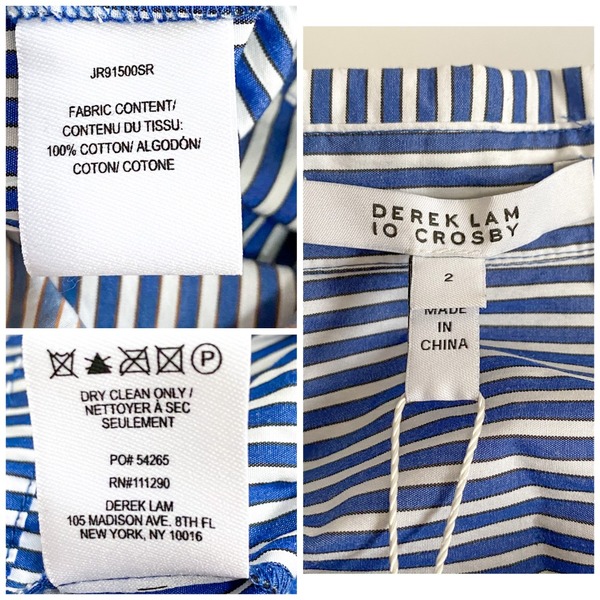 JR91500SR
FABRIC CONTENT/
CONTENU DU TISSU:
100% COTTON/ ALGODÓN/
COTON/ COTONE
DRY CLEAN ONLY /
NETTOYER À SEC
SEULEMENT
PO# 54265
RN#111290
DEREK LAM
105 MADISON AVE. 8TH FL
NEW YORK, NY 10016
DEREK LAM
10 CROSBY
2
MADE
IN
CHINA